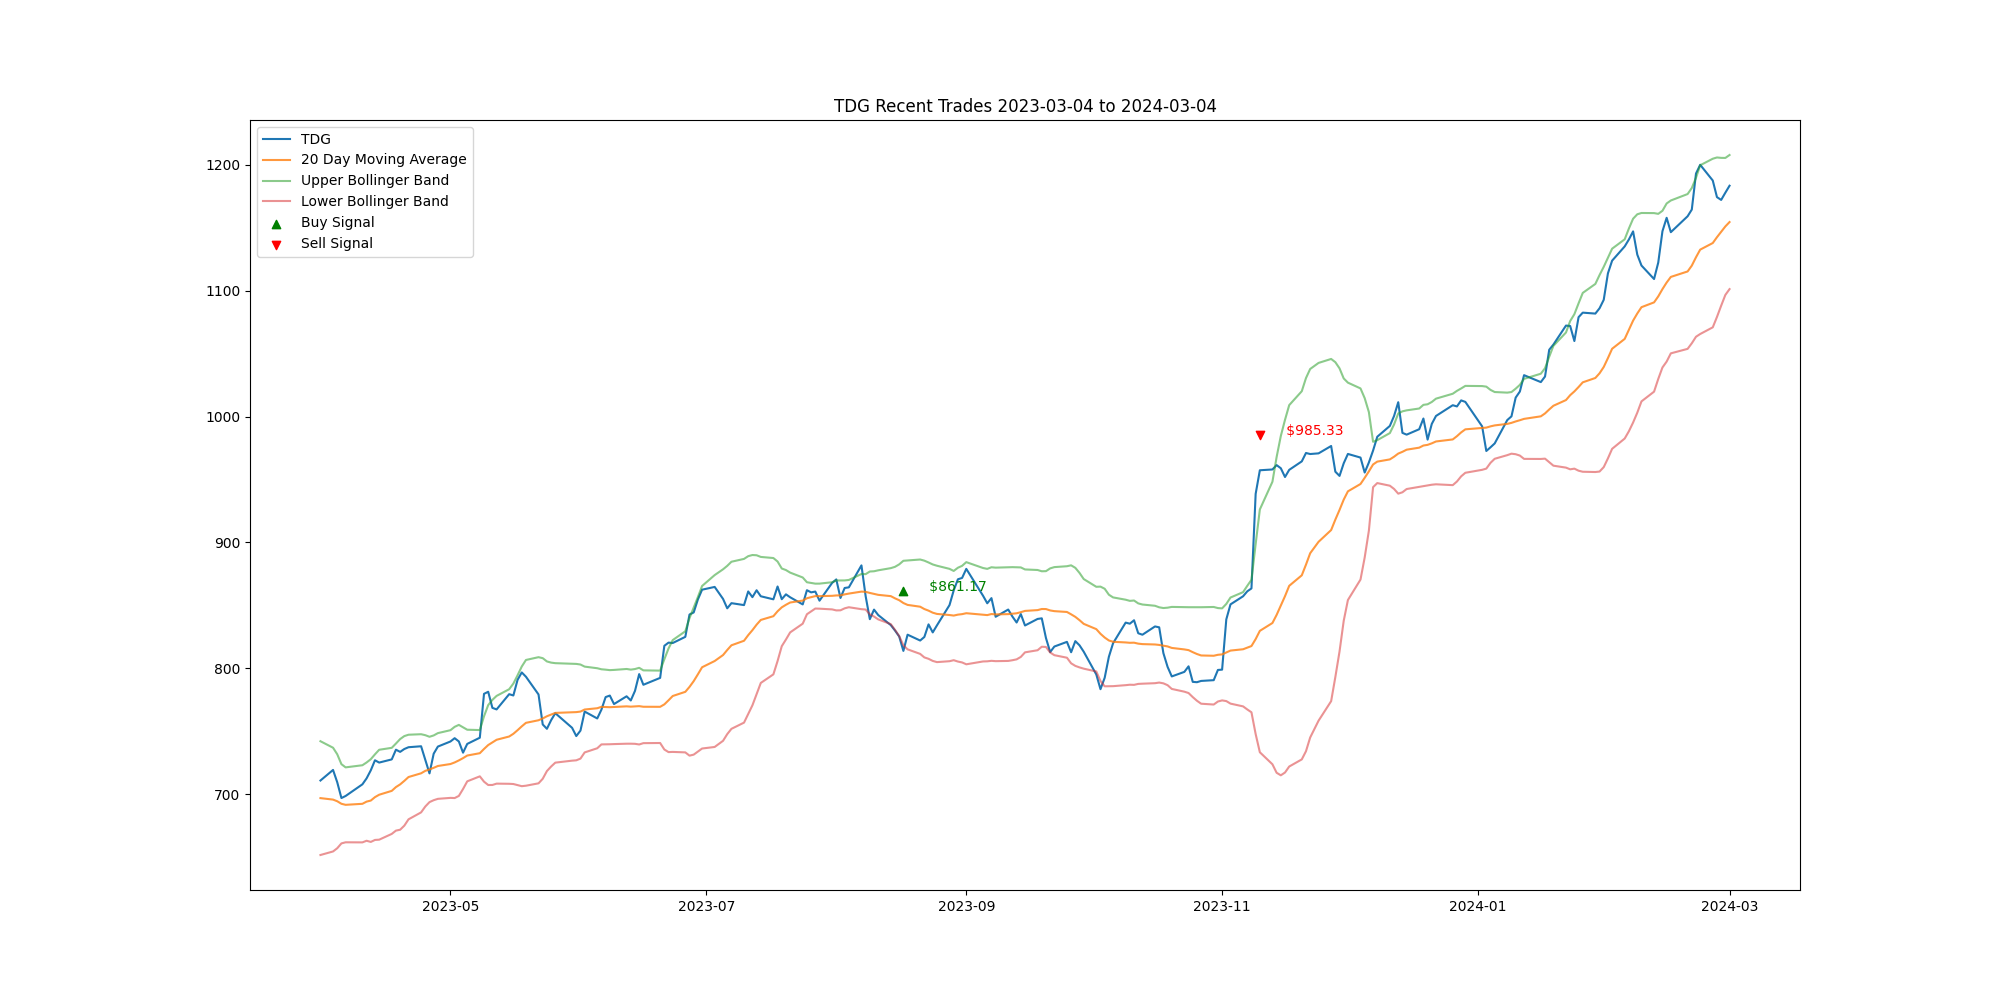 TDG Recent Trades 2023-03-04 to 2024-03-04
TDG
20 Day Moving Average
Upper Bollinger Band
Lower Bollinger Band
Buy Signal
Sell Signal
1200
1100
1000
900
800
700
$985.33
$861.17
2023-05
2023-07
2023-09
2023-11
2024-01
2024-03